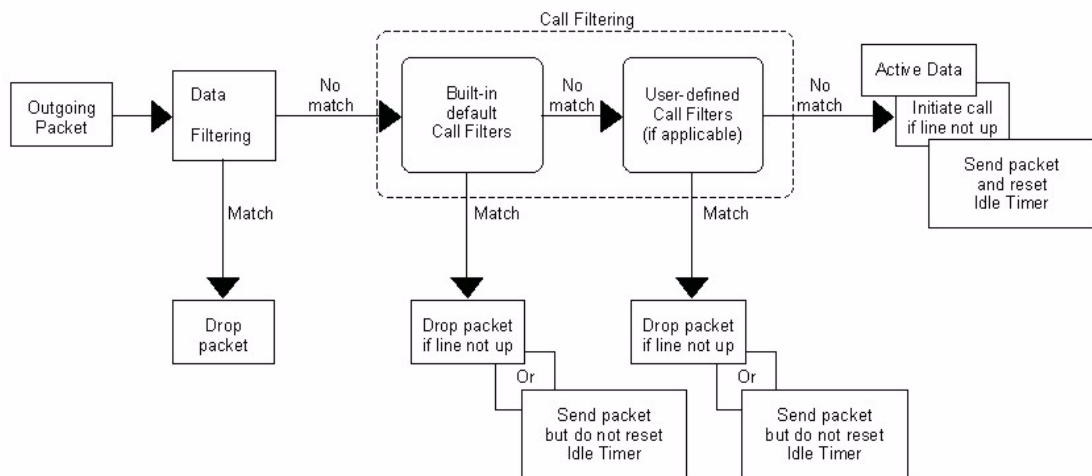 Call Filtering
Outgoing
Packet
Data
Filtering
No
match
Built-in
default
Call Filters
No
match
User-defined
Call Filters
(if applicable)
No
match
Active Data
Initiate call
if line not up
Send packet
and reset
Idle Timer
Match
Match
Match
Drop
packet
Drop packet
if line not up
Or
Send packet
but do not reset
Idle Timer
Drop packet
if line not up
Or
Send packet
but do not reset
Idle Timer